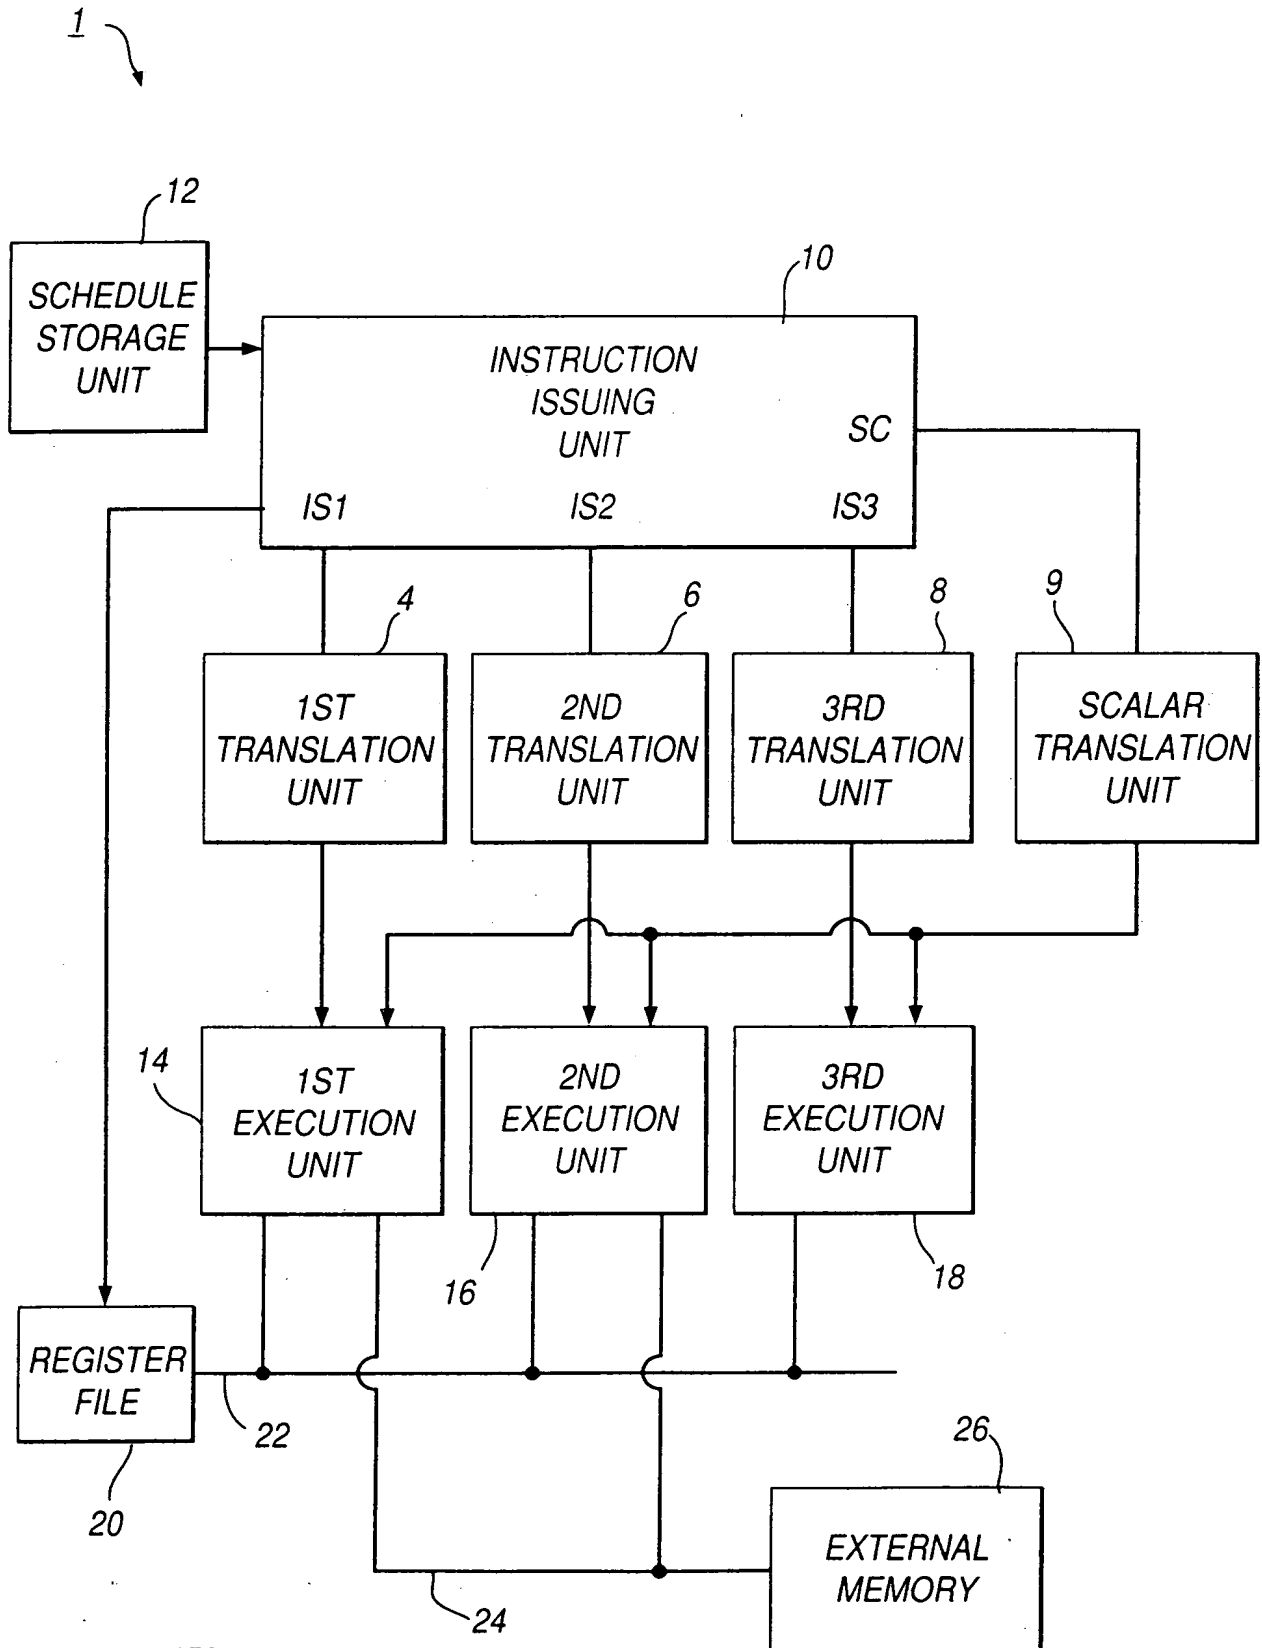 1
12
SCHEDULE
STORAGE
UNIT
10
INSTRUCTION
ISSUING
UNIT
SC
IS1
IS2
IS3
4
6
8
9
1ST
TRANSLATION
UNIT
2ND
TRANSLATION
UNIT
3RD
TRANSLATION
UNIT
SCALAR
TRANSLATION
UNIT
14
1ST
EXECUTION
UNIT
2ND
EXECUTION
UNIT
3RD
EXECUTION
UNIT
16
18
REGISTER
FILE
22
20
26
EXTERNAL
MEMORY
24